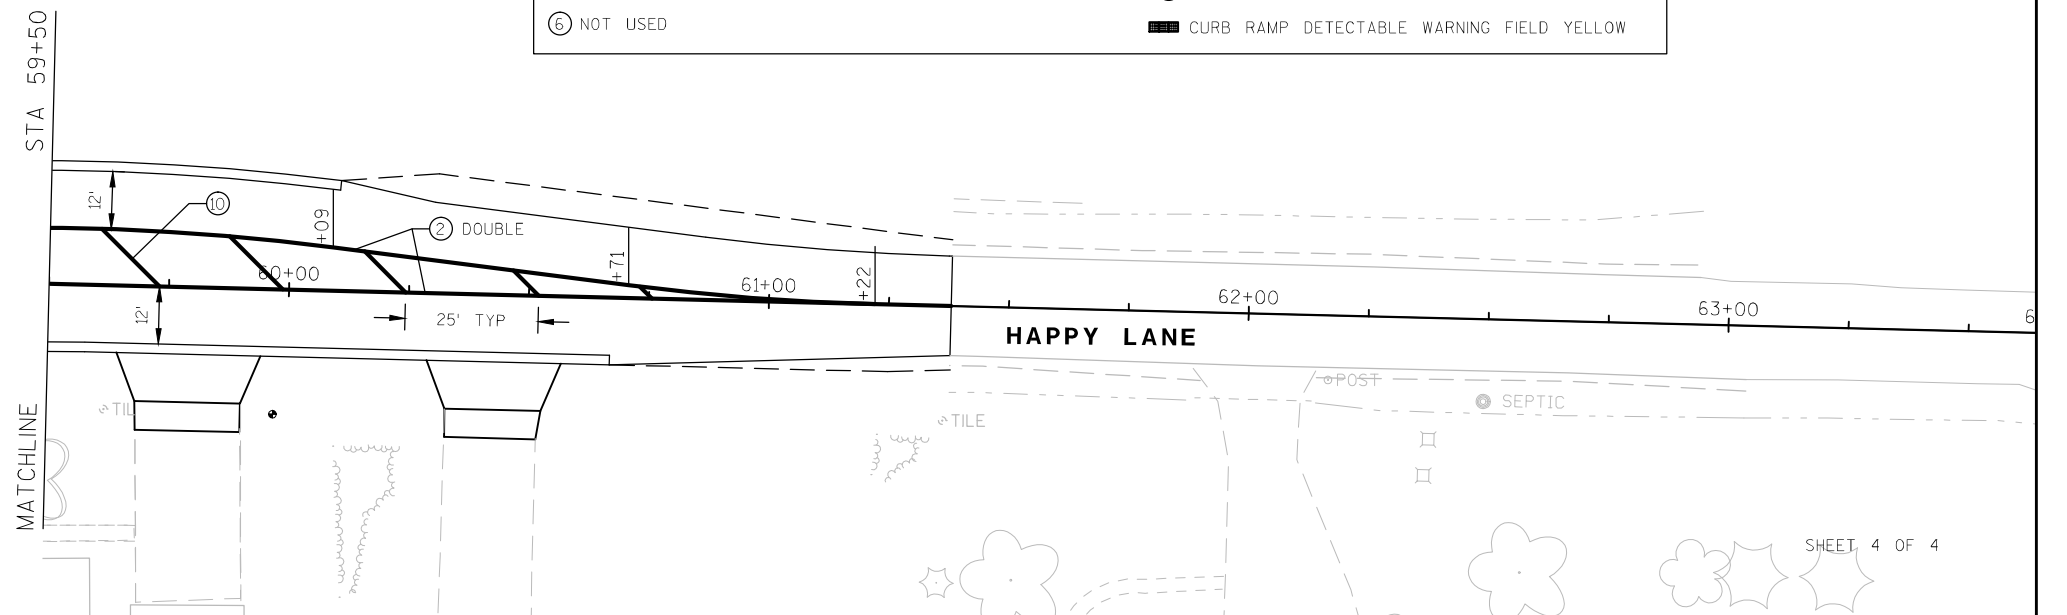 6 NOT USED
CURB RAMP DETECTABLE WARNING FIELD YELLOW
STA 59+50
12'
10
+09
2 DOUBLE
60+00
+71
61+00
+22
62+00
63+00
6
12'
25' TYP
HAPPY LANE
POST
SEPTIC
TIL
TILE
MATCHLINE
SHEET 4 OF 4